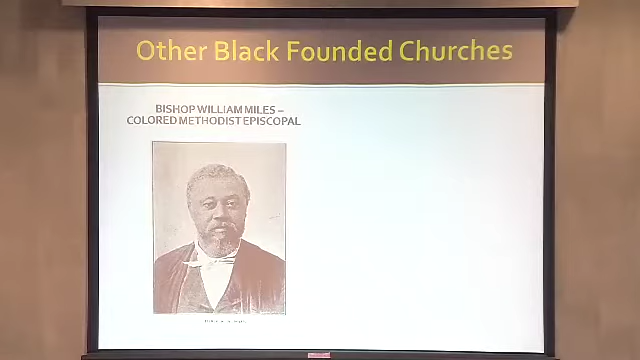 Other Black Founded Churches
BISHOP WILLIAM MILES –
COLORED METHODIST EPISCOPAL